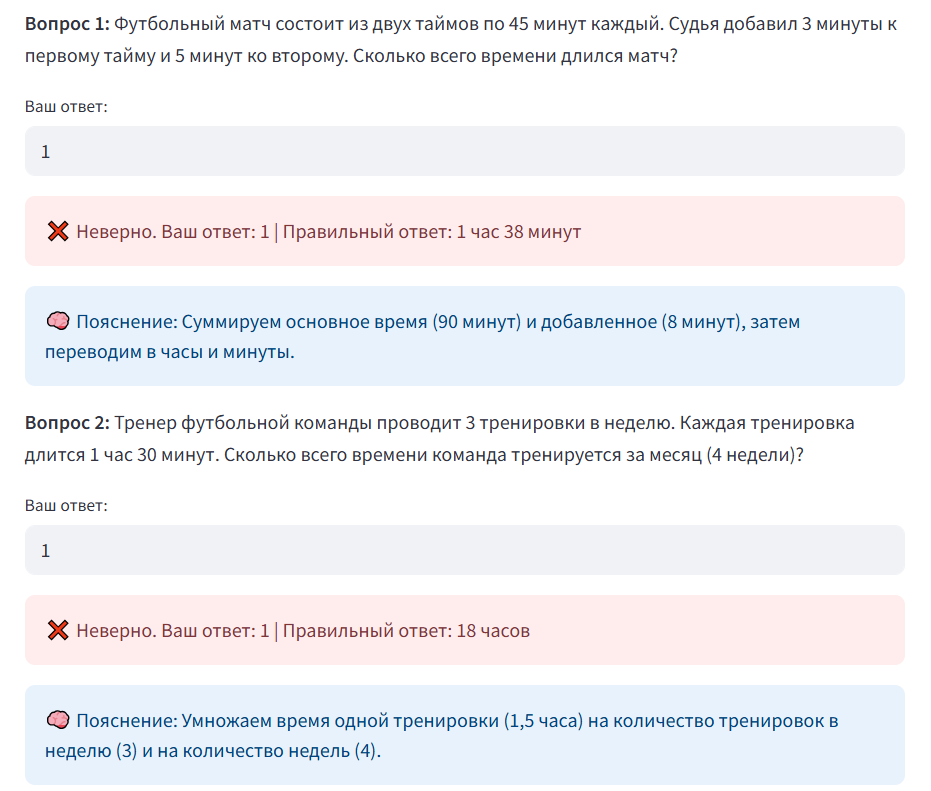 Вопрос 1: Футбольный матч состоит из двух таймов по 45 минут каждый. Судья добавил 3 минуты к
первому тайму и 5 минут ко второму. Сколько всего времени длился матч?
Ваш ответ:
1
❌ Неверно. Ваш ответ: 1 | Правильный ответ: 1 час 38 минут
🧠 Пояснение: Суммируем основное время (90 минут) и добавленное (8 минут), затем
переводим в часы и минуты.
Вопрос 2: Тренер футбольной команды проводит 3 тренировки в неделю. Каждая тренировка
длится 1 час 30 минут. Сколько всего времени команда тренируется за месяц (4 недели)?
Ваш ответ:
1
❌ Неверно. Ваш ответ: 1 | Правильный ответ: 18 часов
🧠 Пояснение: Умножаем время одной тренировки (1,5 часа) на количество тренировок в
неделю (3) и на количество недель (4).